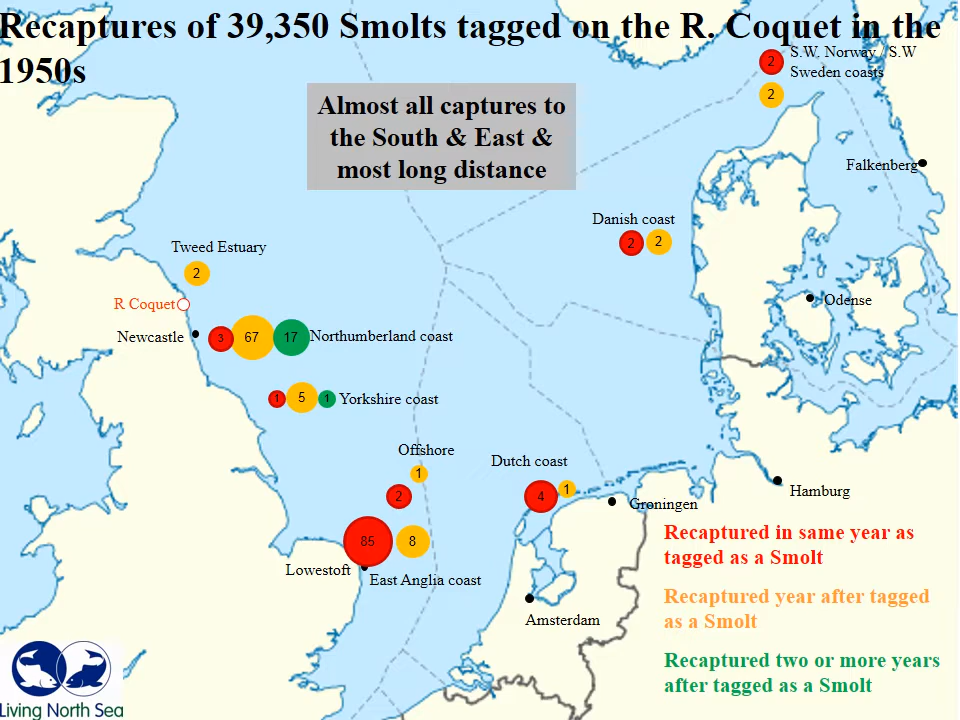 Recaptures of 39,350 Smolts tagged on the R. Coquet in the
1950s
2
S.W. Norway / S.W
Sweden coasts
2
Almost all captures to
the South & East &
most long distance
Falkenberg
Danish coast
2
2
Tweed Estuary
2
R Coquet
Odense
Newcastle
3
67
17
Northumberland coast
1
5
1
Yorkshire coast
Offshore
1
2
Dutch coast
4
1
Groningen
Hamburg
85
8
Lowestoft
East Anglia coast
Amsterdam
Recaptured in same year as
tagged as a Smolt
Recaptured year after tagged
as a Smolt
Recaptured two or more years
after tagged as a Smolt
Living North Sea